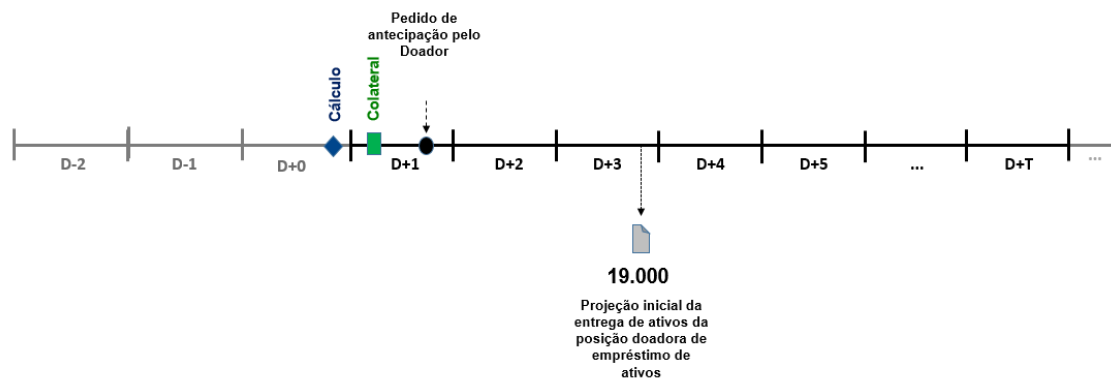 Pedido de
antecipação pelo
Doador
Cálculo
Colateral
D-2
D-1
D+0
D+1
D+2
D+3
D+4
D+5
...
D+T
...
19.000
Projeção inicial da
entrega de ativos da
posição doadora de
empréstimo de
ativos